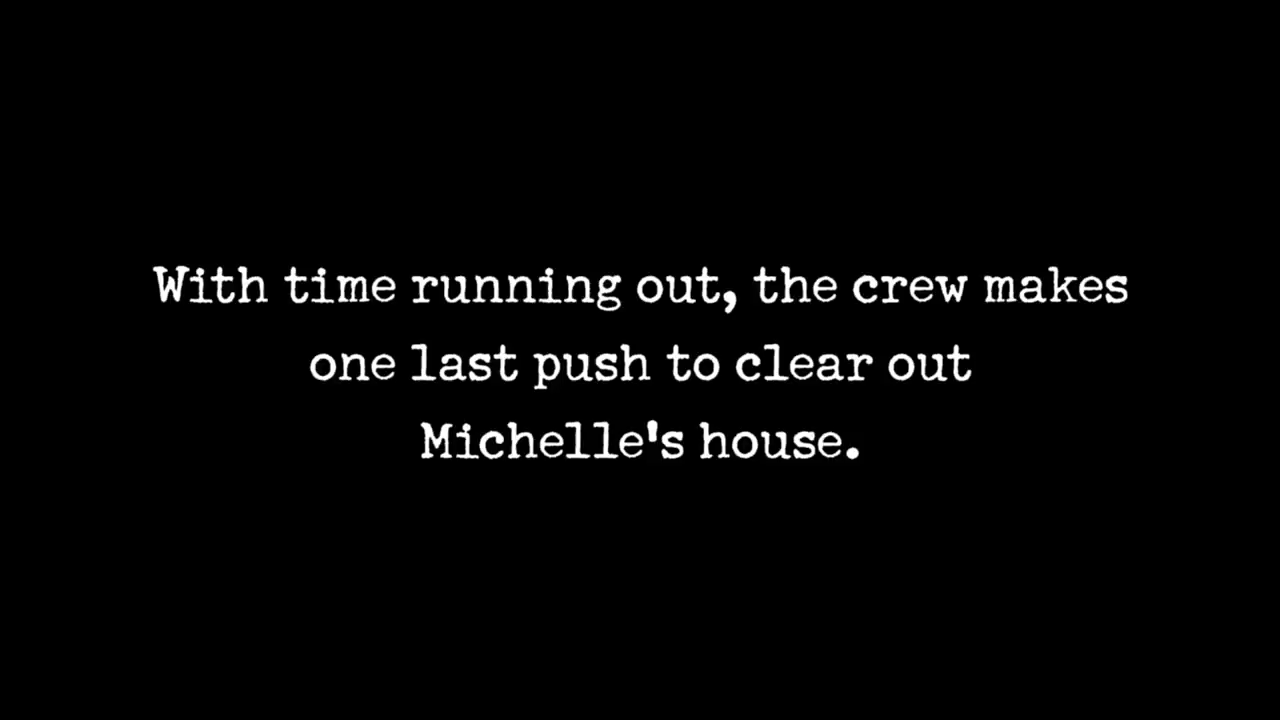 With time running out, the crew makes
one last push to clear out
Michelle's house.